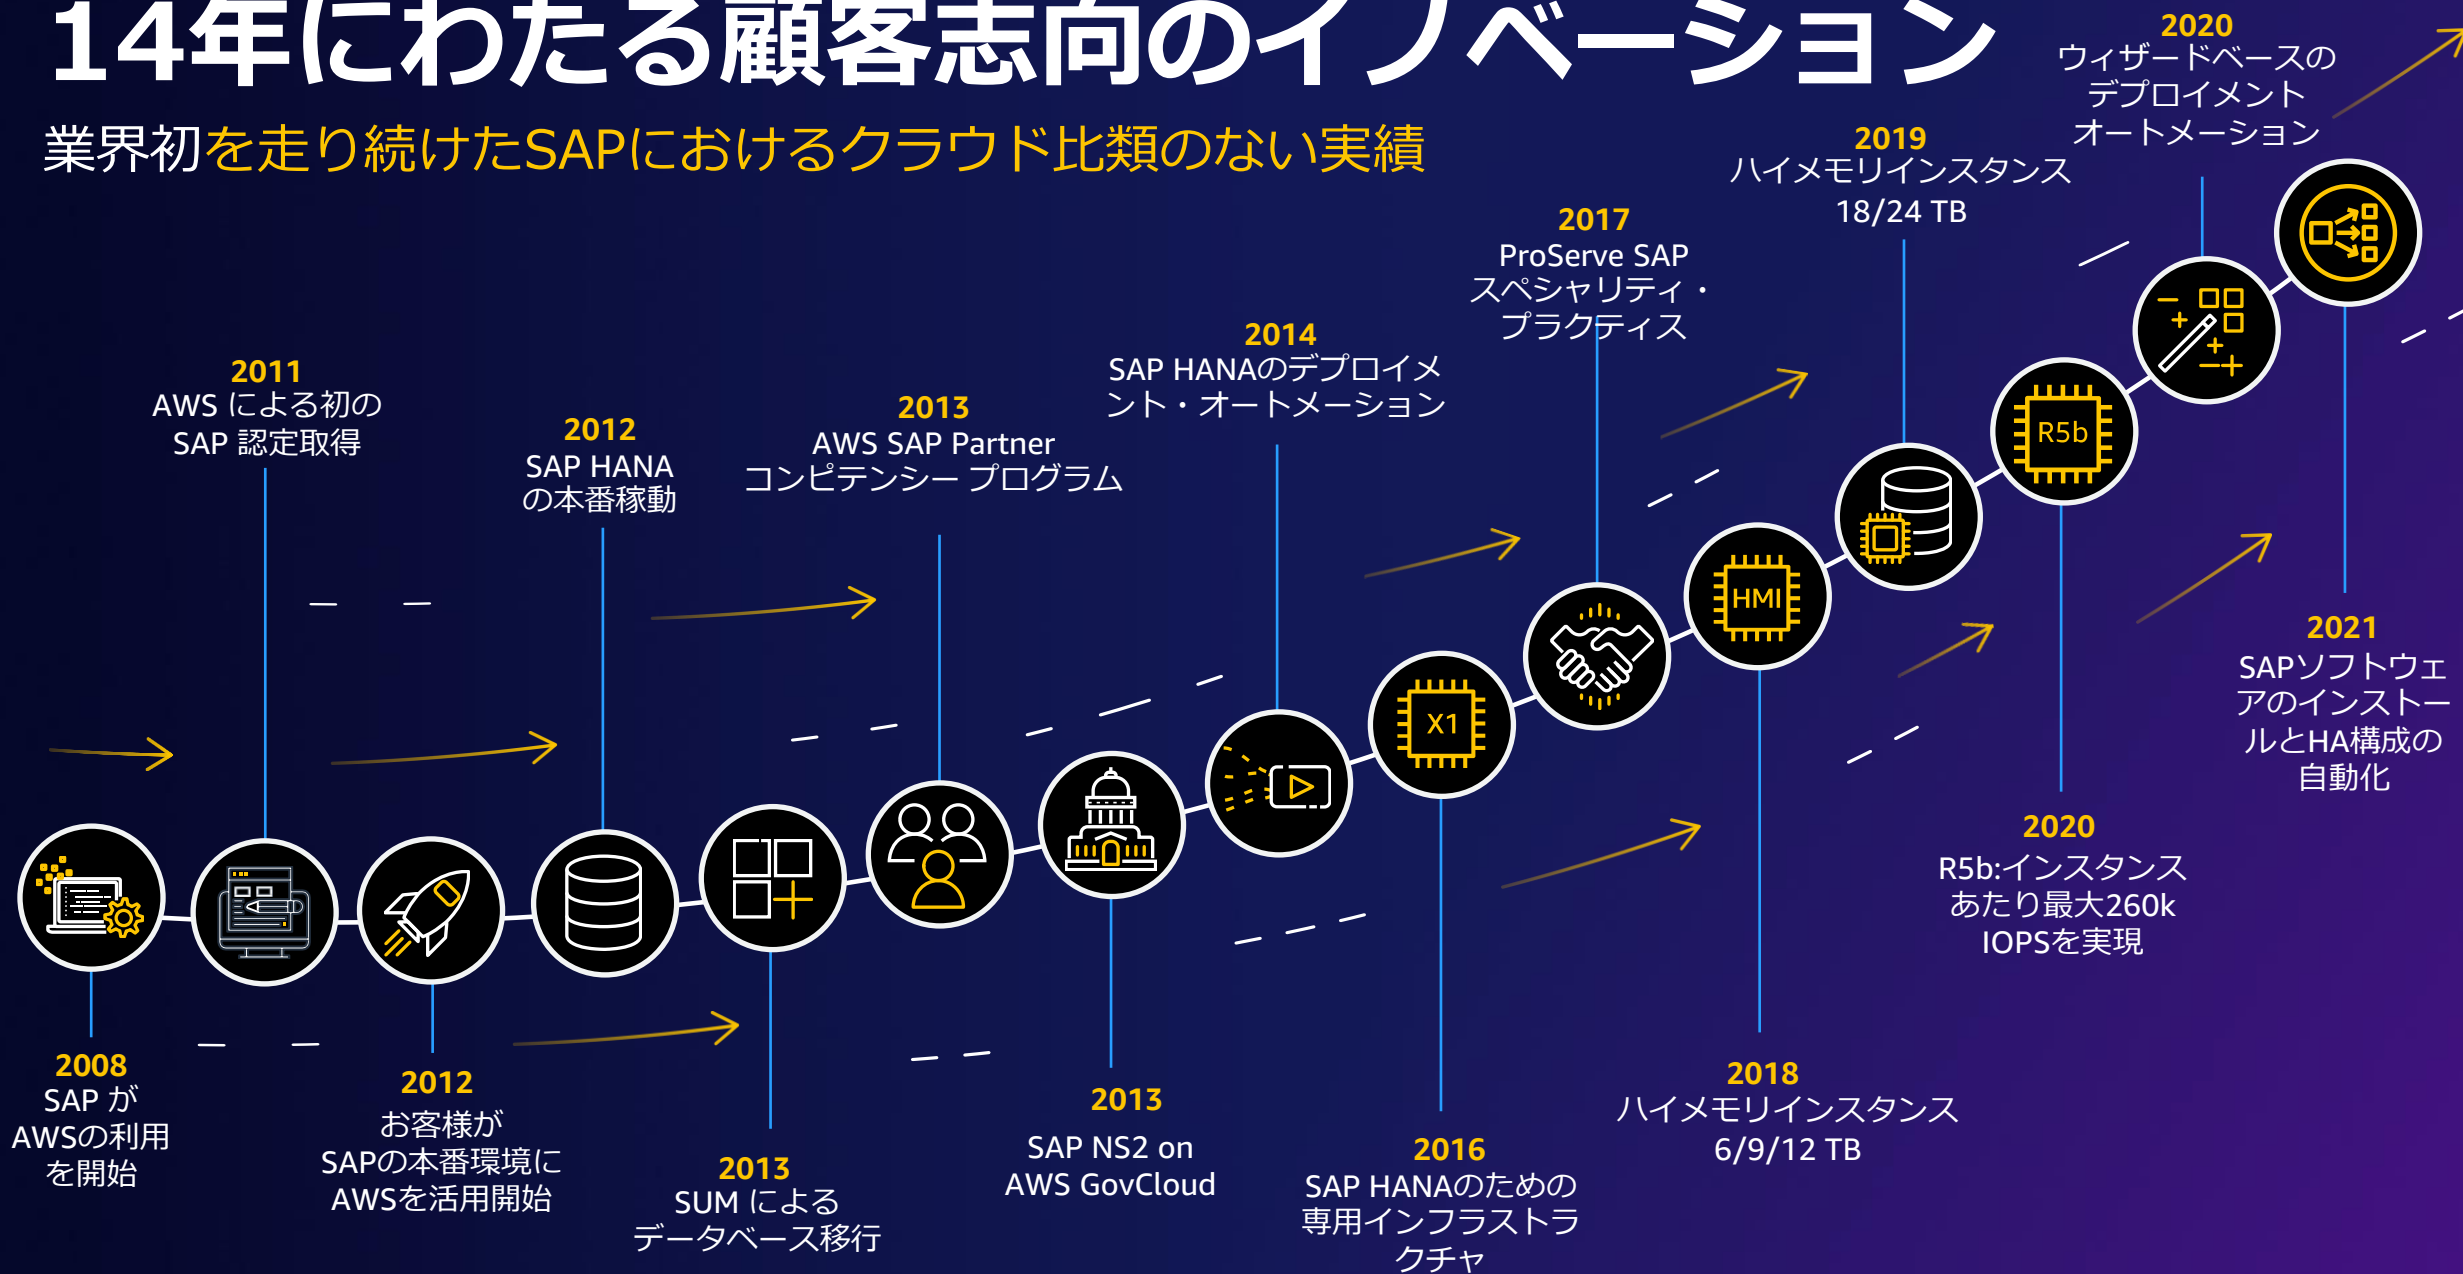 14年にわたる顧客志向のイノベーション
業界初を走り続けたSAPにおけるクラウド比類のない実績
2008
SAP が
AWSの利用
を開始
2011
AWS による初の
SAP 認定取得
2012
お客様が
SAPの本番環境に
AWSを活用開始
2012
SAP HANA
の本番稼動
2013
SUM による
データベース移行
2013
AWS SAP Partner
コンピテンシー プログラム
2013
SAP NS2 on
AWS GovCloud
2014
SAP HANAのデプロイメ
ント・オートメーション
X1
2016
SAP HANAのための
専用インフラストラ
クチャ
2017
ProServe SAP
スペシャリティ・
プラクティス
HMI
2018
ハイメモリインスタンス
6/9/12 TB
2019
ハイメモリインスタンス
18/24 TB
R5b
2020
R5b:インスタンス
あたり最大260k
IOPSを実現
2020
ウィザードベースの
デプロイメント
オートメーション
2021
SAPソフトウェ
アのインストー
ルとHA構成の
自動化